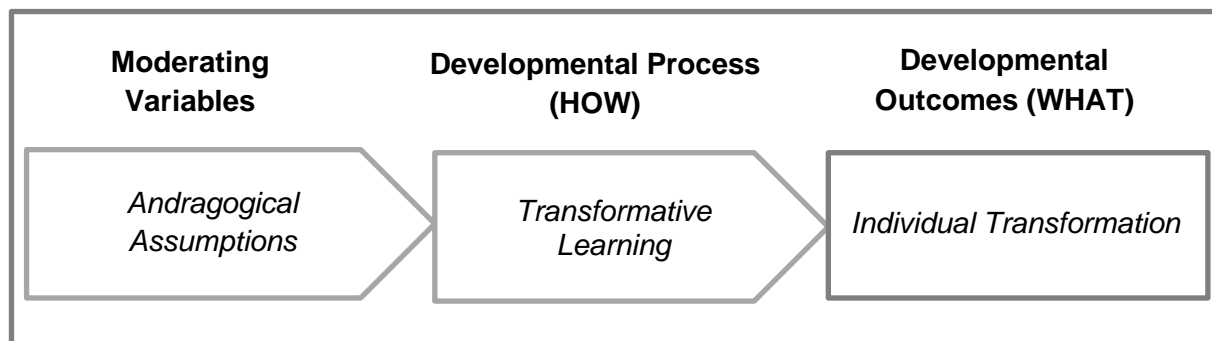 Moderating
Variables
Developmental Process
(HOW)
Developmental
Outcomes (WHAT)
Andragogical
Assumptions
Transformative
Learning
Individual Transformation